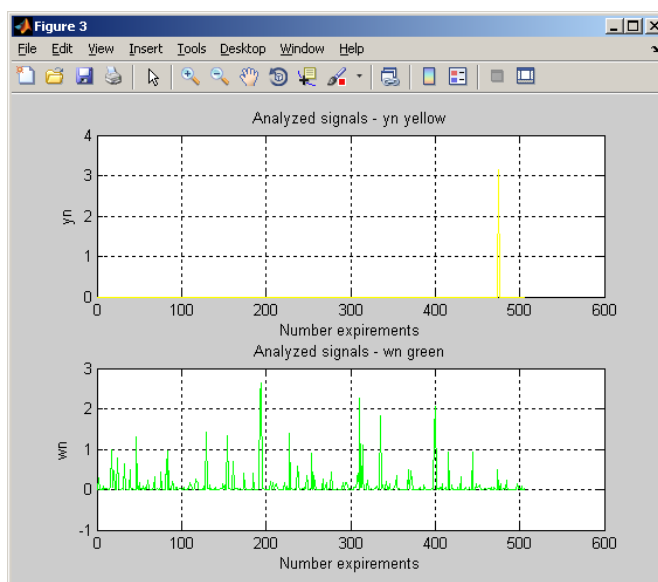 Figure 3
File Edit View Insert Tools Desktop Window Help
Analyzed signals - yn yellow
4
3
2
1
0
yn
0 100 200 300 400 500 600
Number expirements
Analyzed signals - wn green
3
2
1
0
-1
wn
0 100 200 300 400 500 600
Number expirements